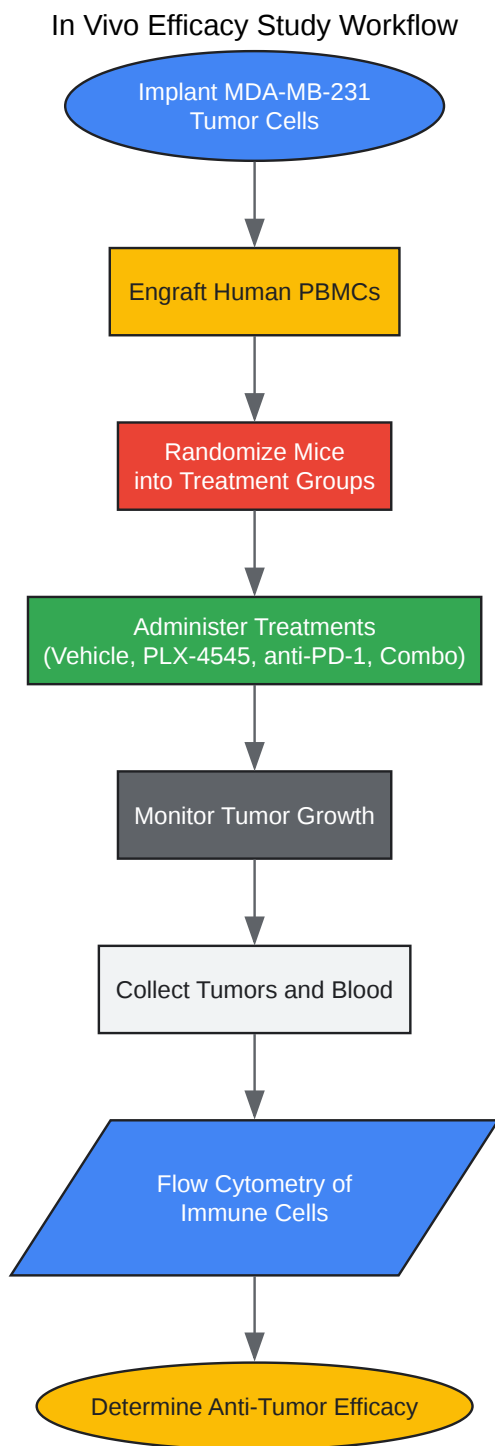 In Vivo Efficacy Study Workflow
Implant MDA-MB-231
Tumor Cells
Engraft Human PBMCs
Randomize Mice
into Treatment Groups
Administer Treatments
(Vehicle, PLX-4545, anti-PD-1, Combo)
Monitor Tumor Growth
Collect Tumors and Blood
Flow Cytometry of
Immune Cells
Determine Anti-Tumor Efficacy